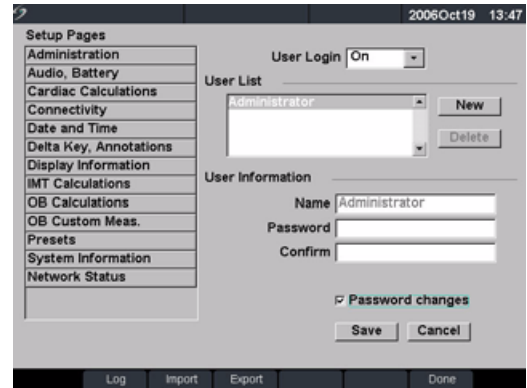 2006Oct19 13:47
Setup Pages
Administration
Audio, Battery
Cardiac Calculations
Connectivity
Date and Time
Delta Key, Annotations
Display Information
IMT Calculations
OB Calculations
OB Custom Meas.
Presets
System Information
Network Status
User Login On
User List
Administrator
New
Delete
User Information
Name Administrator
Password
Confirm
Password changes
Save Cancel
Log Import Export Done